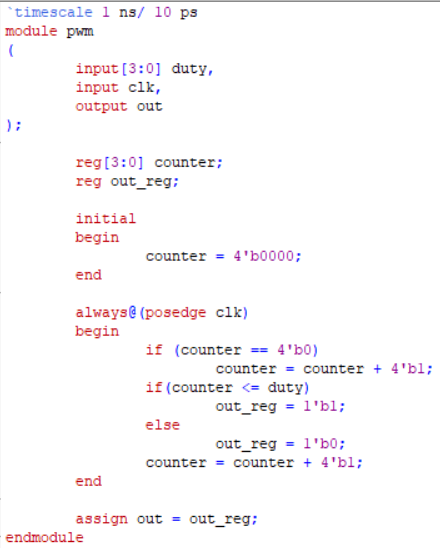 `timescale 1 ns/ 10 ps
module pwm
(
input[3:0] duty,
input clk,
output out
);
reg[3:0] counter;
reg out_reg;
initial
begin
counter = 4'b0000;
end
always@(posedge clk)
begin
if (counter == 4'b0)
counter = counter + 4'b1;
if(counter <= duty)
out_reg = 1'b1;
else
out_reg = 1'b0;
counter = counter + 4'b1;
end
assign out = out_reg;
endmodule